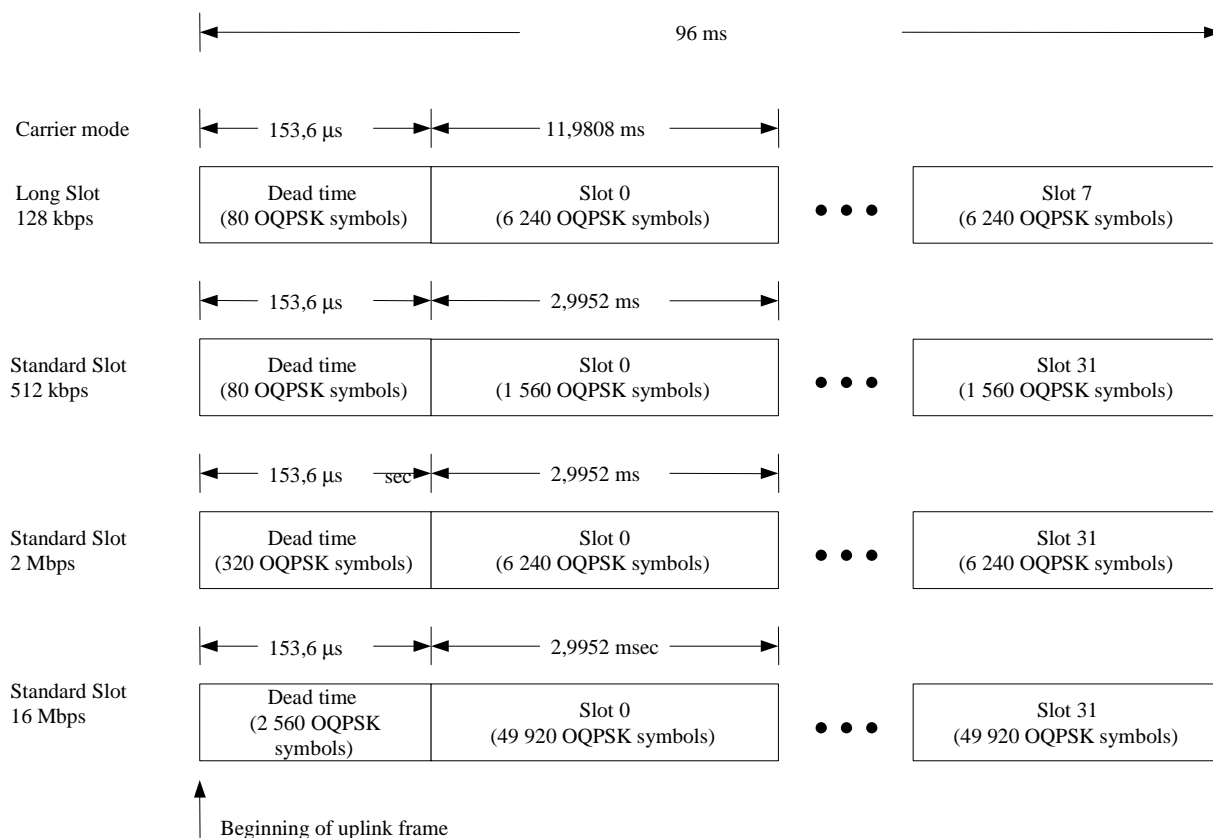 96 ms
Carrier mode
153,6 μs
11,9808 ms
Long Slot
128 kbps
Dead time
(80 OQPSK symbols)
Slot 0
(6 240 OQPSK symbols)
Slot 7
(6 240 OQPSK symbols)
153,6 μs
2,9952 ms
Standard Slot
512 kbps
Dead time
(80 OQPSK symbols)
Slot 0
(1 560 OQPSK symbols)
Slot 31
(1 560 OQPSK symbols)
153,6 μs sec
2,9952 ms
Standard Slot
2 Mbps
Dead time
(320 OQPSK symbols)
Slot 0
(6 240 OQPSK symbols)
Slot 31
(6 240 OQPSK symbols)
153,6 μs
2,9952 msec
Standard Slot
16 Mbps
Dead time
(2 560 OQPSK
symbols)
Slot 0
(49 920 OQPSK symbols)
Slot 31
(49 920 OQPSK symbols)
Beginning of uplink frame